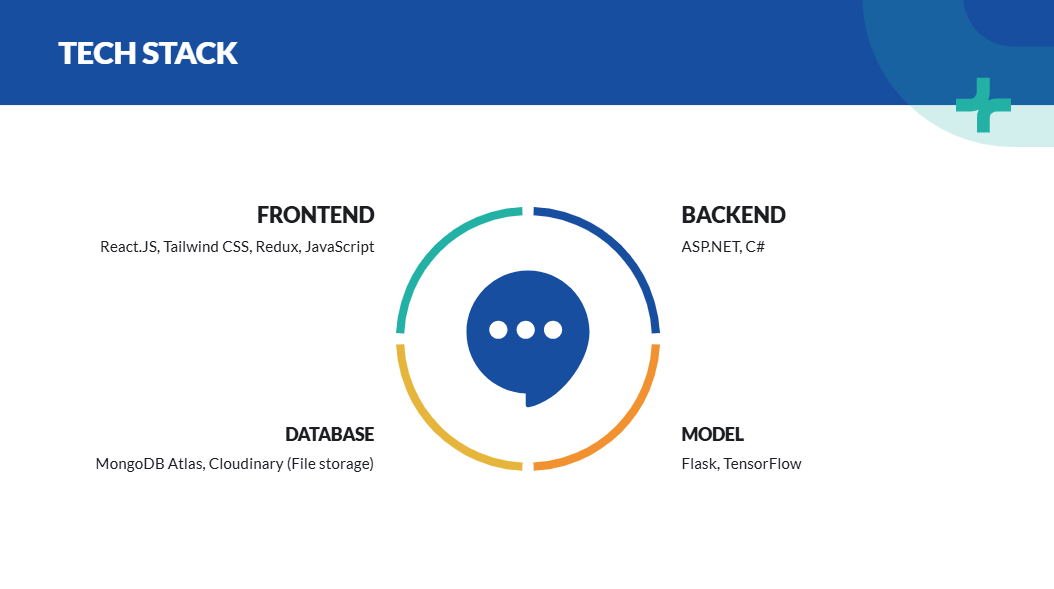 TECH STACK
FRONTEND
React.JS, Tailwind CSS, Redux, JavaScript
BACKEND
ASP.NET, C#
DATABASE
MongoDB Atlas, Cloudinary (File storage)
MODEL
Flask, TensorFlow